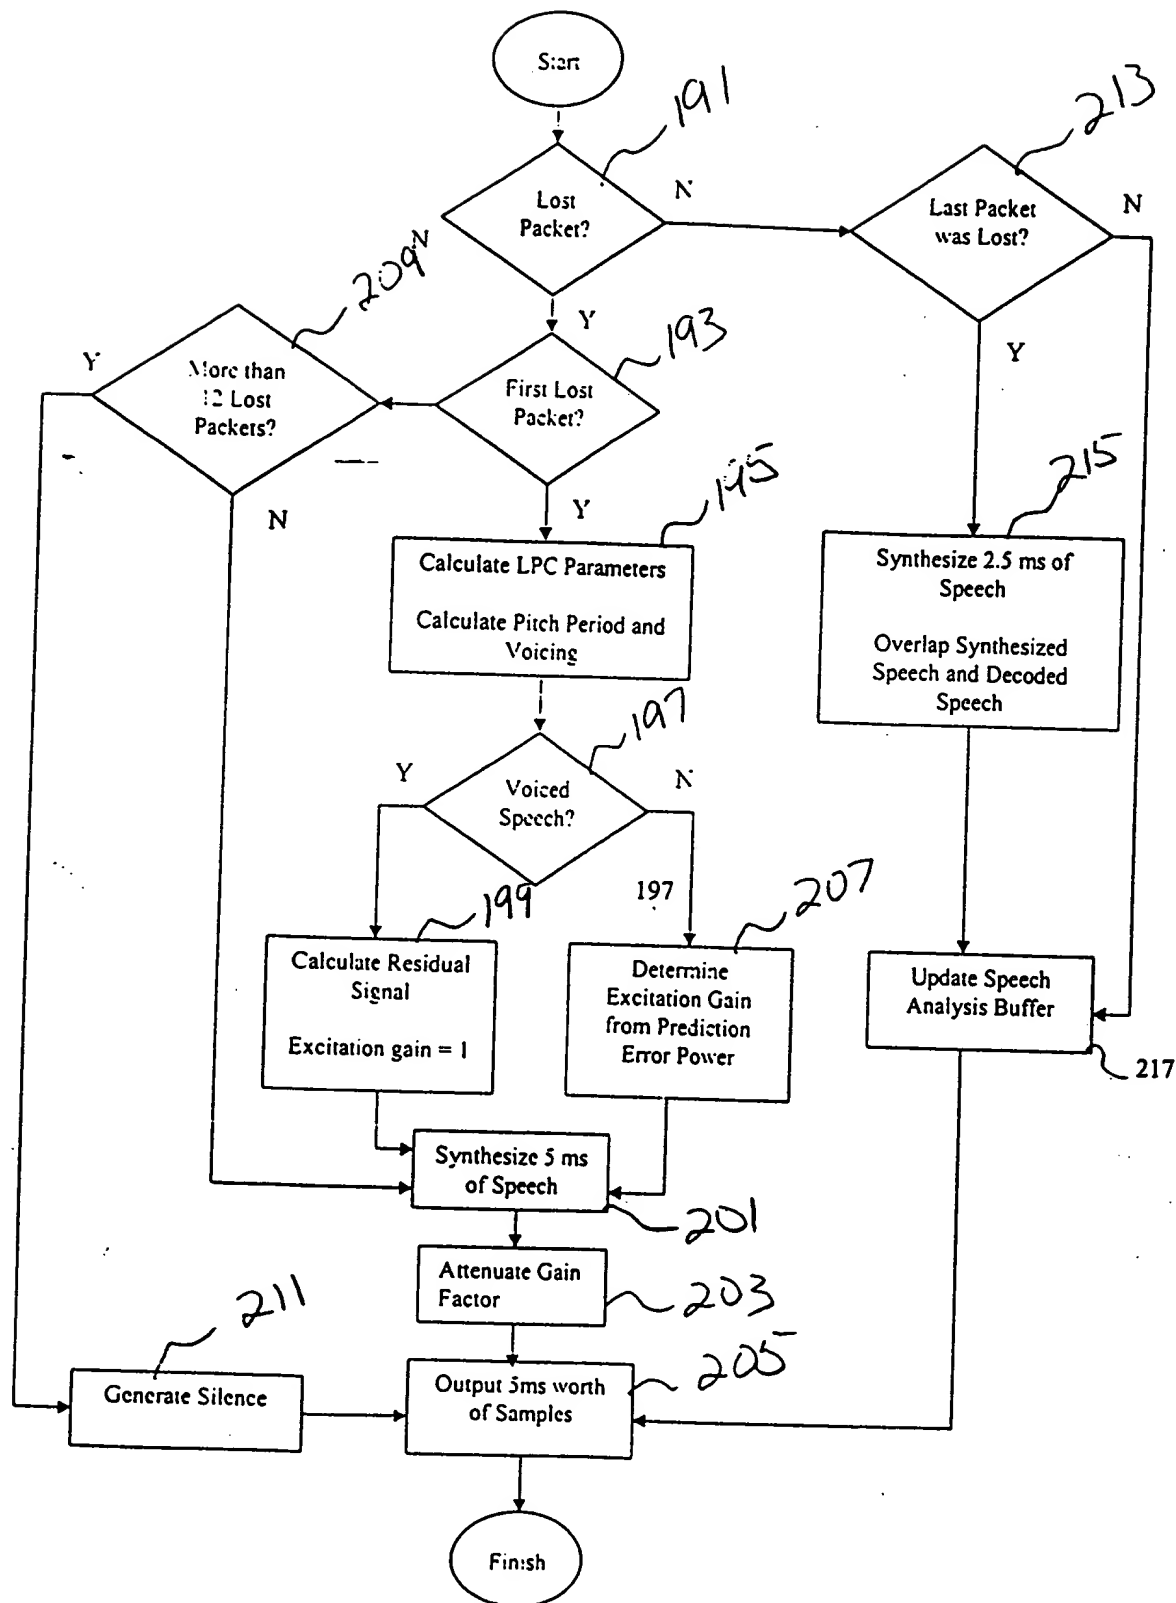 Start
191
213
Lost
Packet?
N
Last Packet
was Lost?
N
209
N
Y
193
Y
Y
More than
12 Lost
Packets?
First Lost
Packet?
N
Y
195
215
Calculate LPC Parameters
Calculate Pitch Period and
Voicing
Synthesize 2.5 ms of
Speech
Overlap Synthesized
Speech and Decoded
Speech
197
Y
Voiced
Speech?
N
199
197
207
Calculate Residual
Signal
Excitation gain = 1
Determine
Excitation Gain
from Prediction
Error Power
Update Speech
Analysis Buffer
217
Synthesize 5 ms
of Speech
201
Attenuate Gain
Factor
203
211
205
Generate Silence
Output 5ms worth
of Samples
Finish